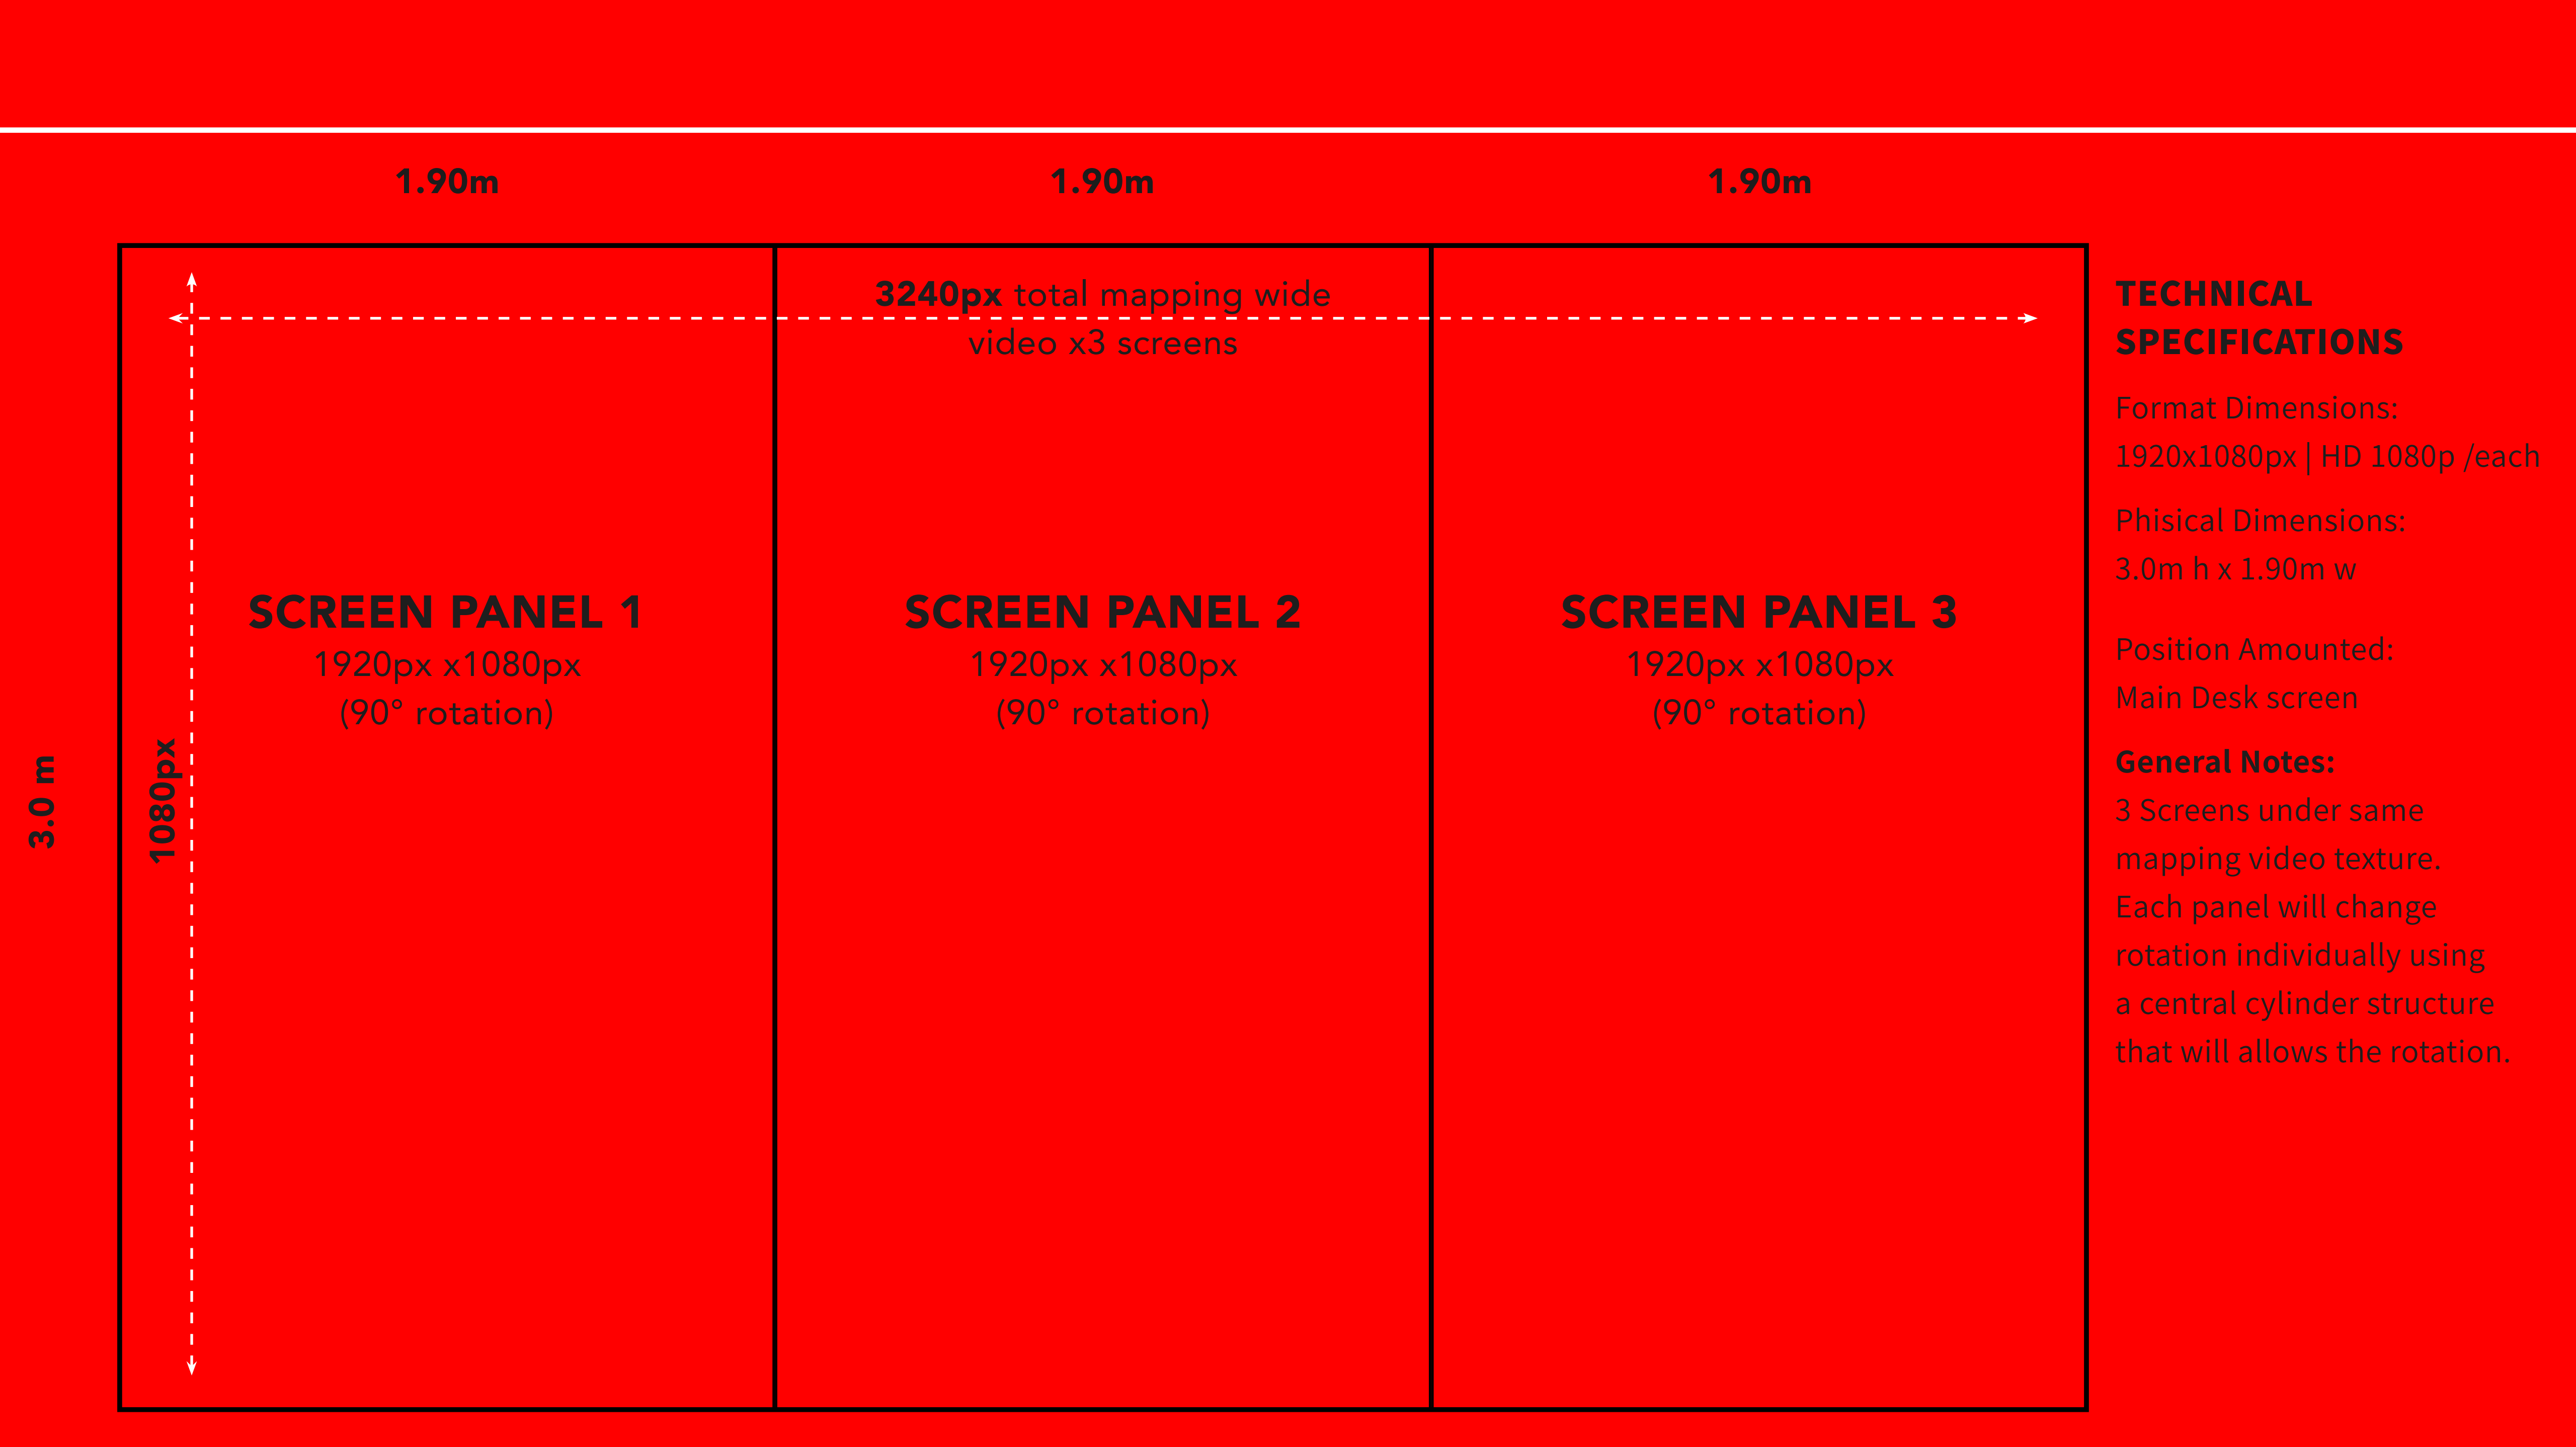 1.90m
1.90m
1.90m
3240px total mapping wide
video x3 screens
SCREEN PANEL 1
1920px x1080px
(90° rotation)
SCREEN PANEL 2
1920px x1080px
(90° rotation)
SCREEN PANEL 3
1920px x1080px
(90° rotation)
3.0 m
1080px
TECHNICAL
SPECIFICATIONS
Format Dimensions:
1920x1080px | HD 1080p /each
Phisical Dimensions:
3.0m h x 1.90m w
Position Amounted:
Main Desk screen
General Notes:
3 Screens under same
mapping video texture.
Each panel will change
rotation individually using
a central cylinder structure
that will allows the rotation.